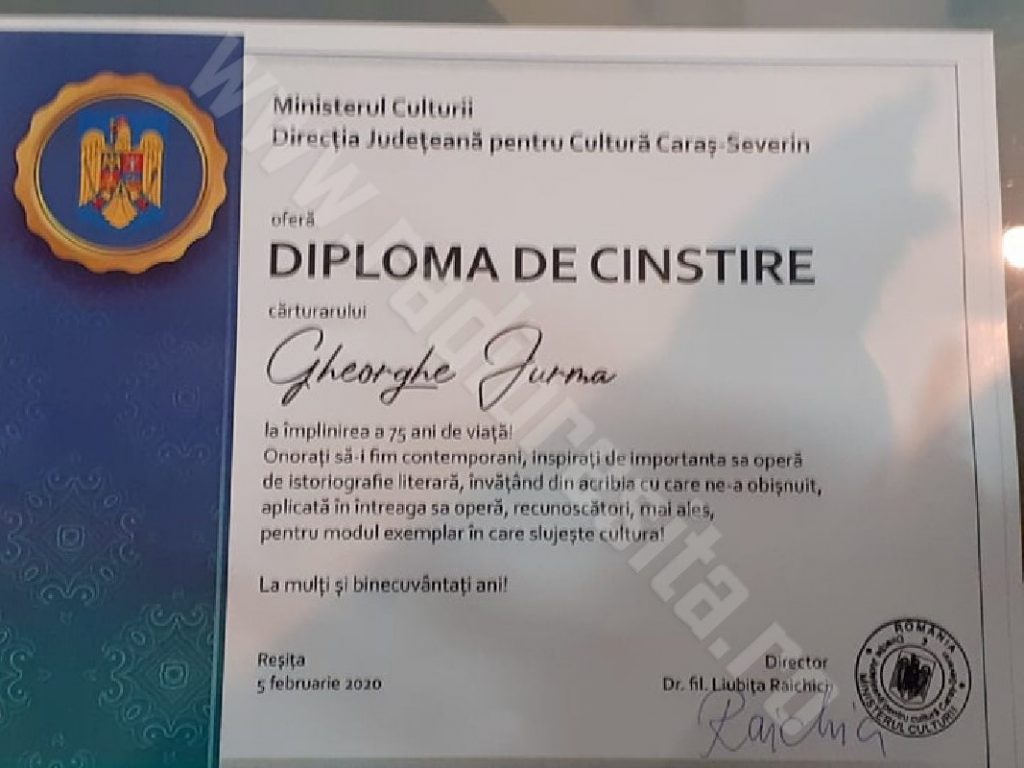 Ministerul Culturii
Direcția Județeană pentru Cultură Caraș-Severin
oferă
DIPLOMA DE CINSTIRE
cărturarului
Gheorghe Jurma
la împlinirea a 75 ani de viață!
Onorați să-i fim contemporani, inspirați de importanta sa operă
de istoriografie literară, învățând din acribia cu care ne-a obișnuit,
aplicată în întreaga sa operă, recunoscători, mai ales,
pentru modul exemplar în care slujește cultura!
La mulți și binecuvântați ani!
Reșița
5 februarie 2020
Director
Dr. fil. Liubița Raichici
ROMÂNIA
MINISTERUL CULTURII
www.radioresita.ro